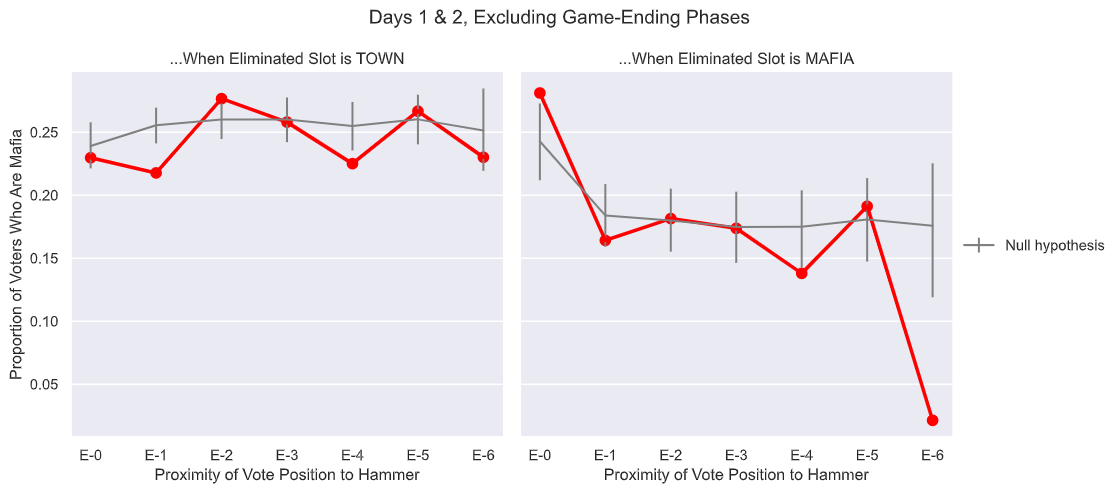 Days 1 & 2, Excluding Game-Ending Phases
...When Eliminated Slot is TOWN
...When Eliminated Slot is MAFIA
Proportion of Voters Who Are Mafia
0.25
0.20
0.15
0.10
0.05
E-0 E-1 E-2 E-3 E-4 E-5 E-6
Proximity of Vote Position to Hammer
E-0 E-1 E-2 E-3 E-4 E-5 E-6
Proximity of Vote Position to Hammer
Null hypothesis